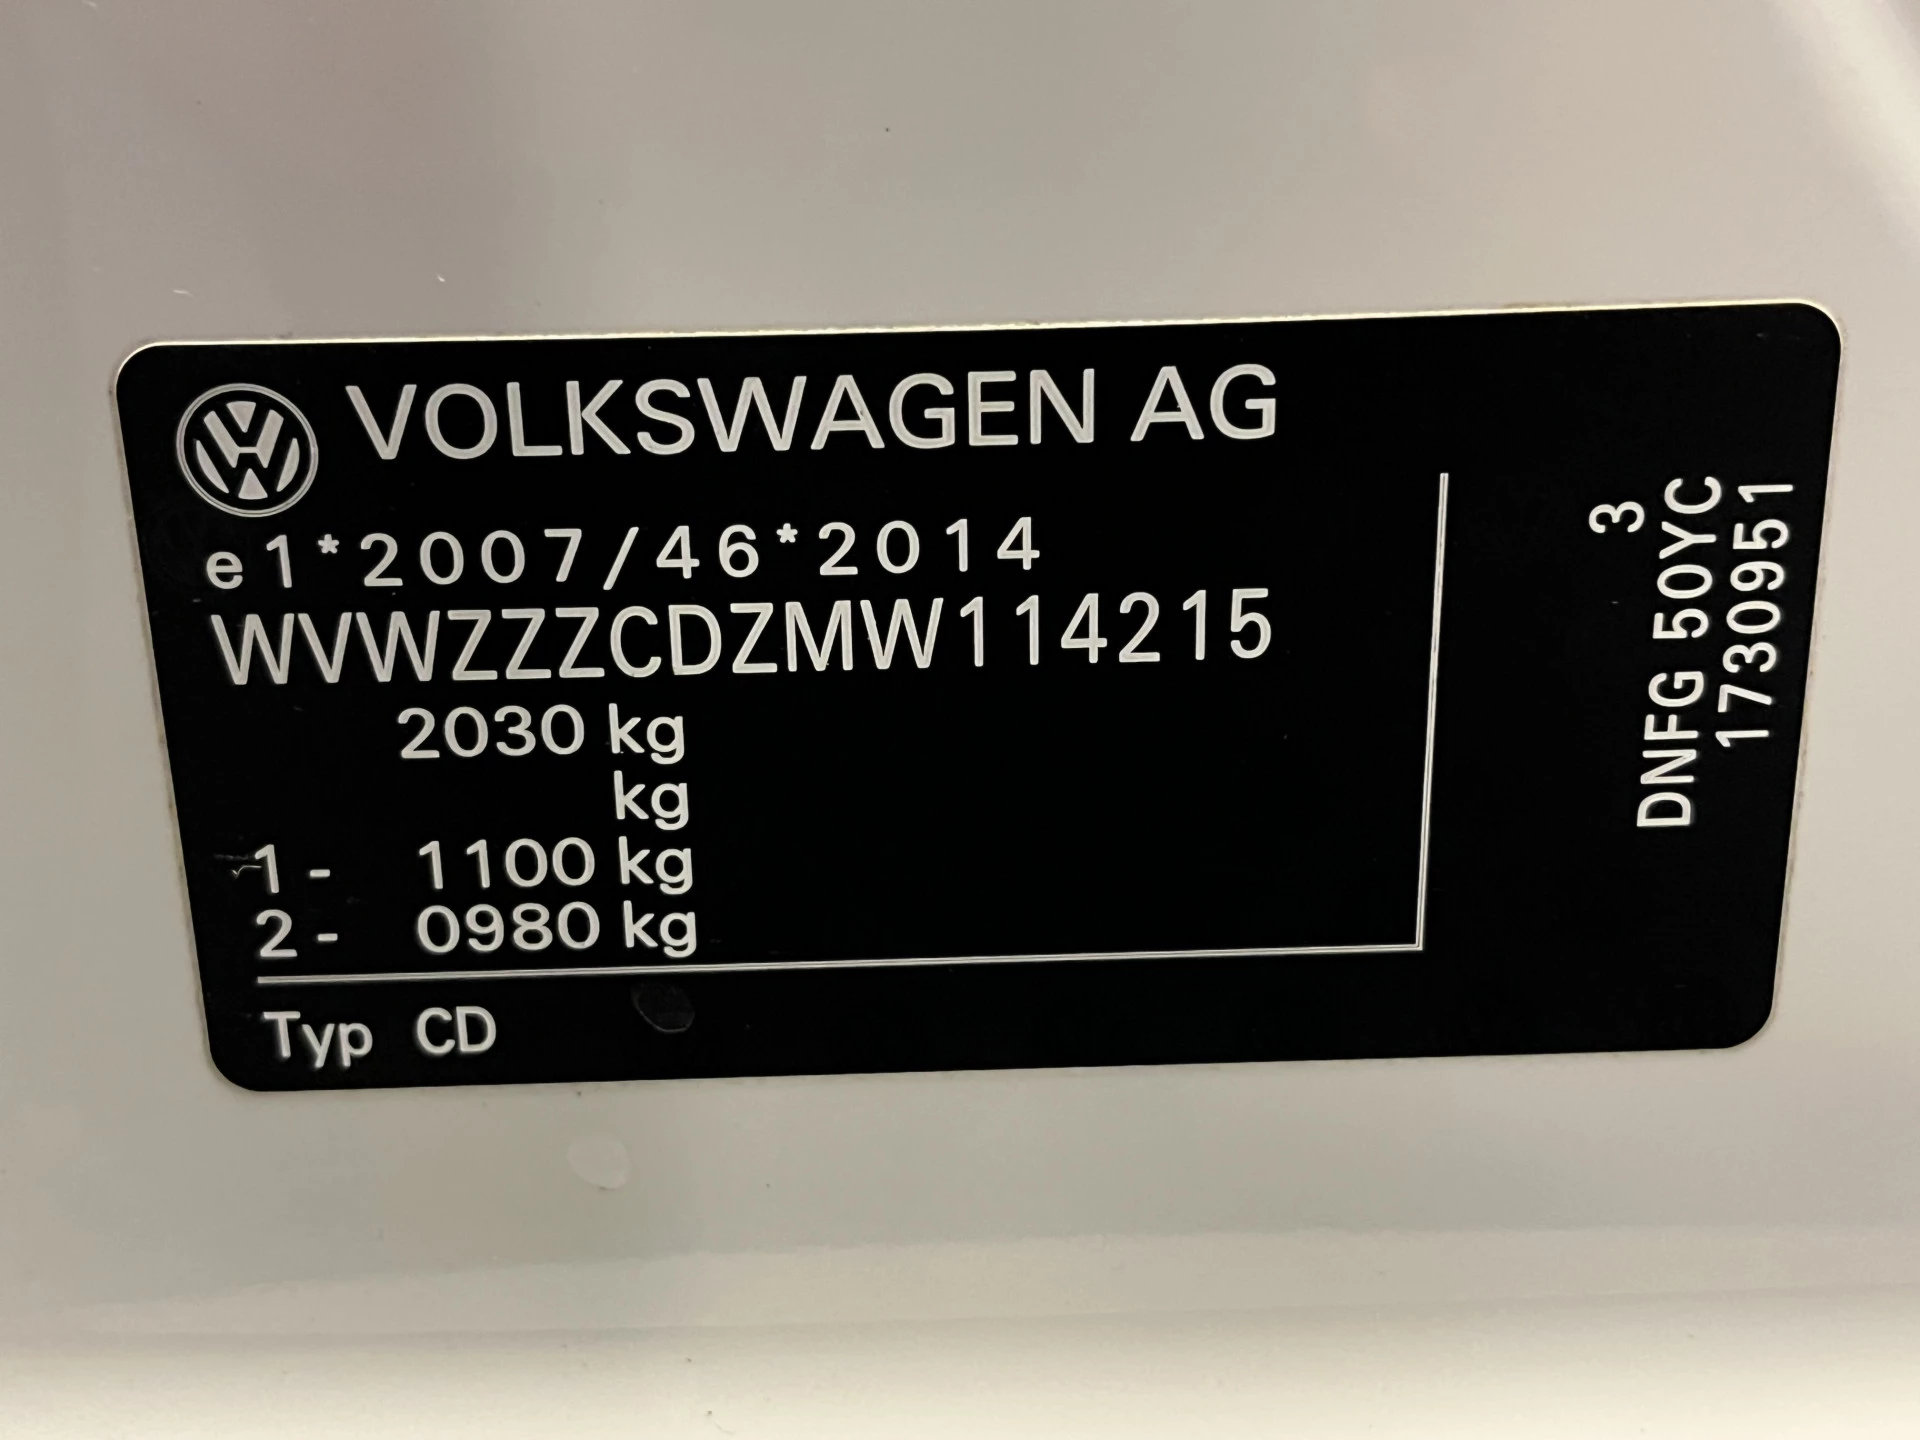 VOLKSWAGEN AG
e1*2007/46*2014
WVWZZZCDZMW114215
2030 kg
kg
1- 1100 kg
2- 0980 kg
Typ CD
3
DNFG 50YC
1730951